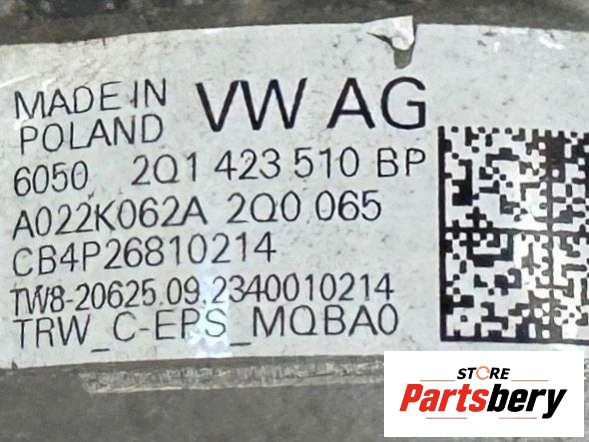 MADE IN
POLAND
VW AG
6050 2Q1 423 510 BP
A022K062A 2Q0 065
CB4P26810214
TW8-20625.09.2340010214
TRW_C-EPS_MQBA0
STORE
Partsbery